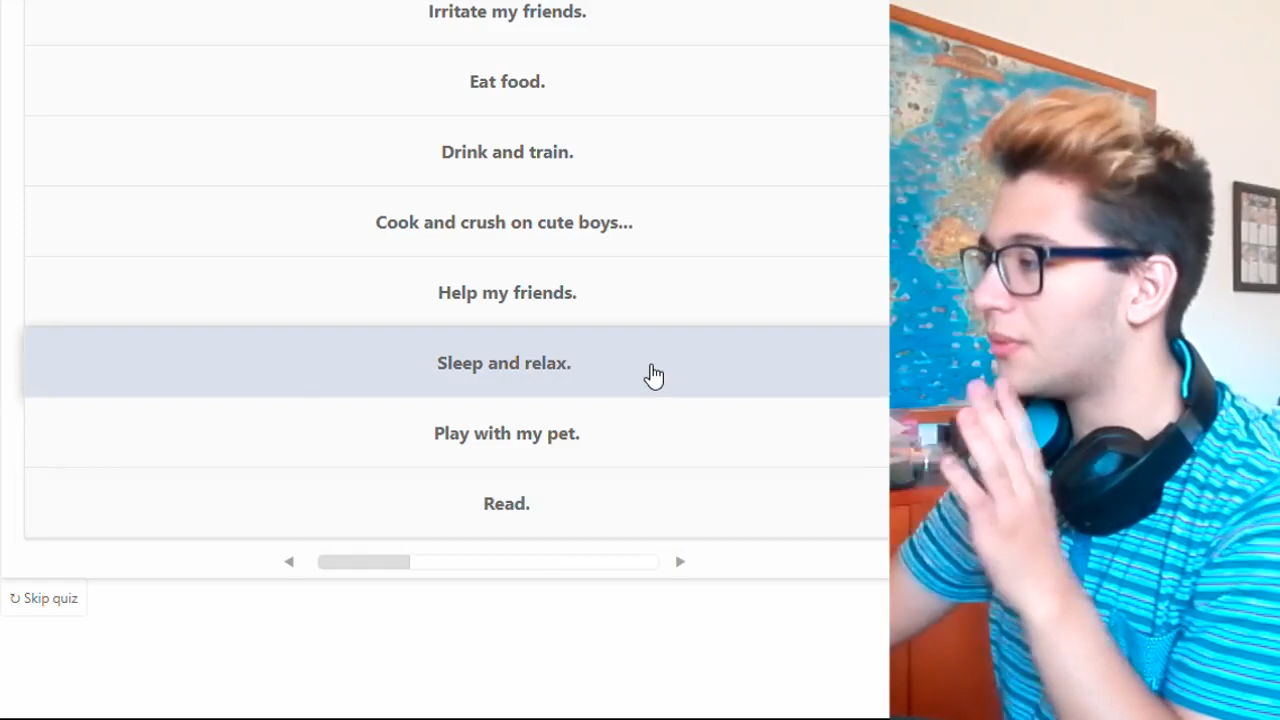 Irritate my friends.
Eat food.
Drink and train.
Cook and crush on cute boys...
Help my friends.
Sleep and relax.
Play with my pet.
Read.
↻ Skip quiz